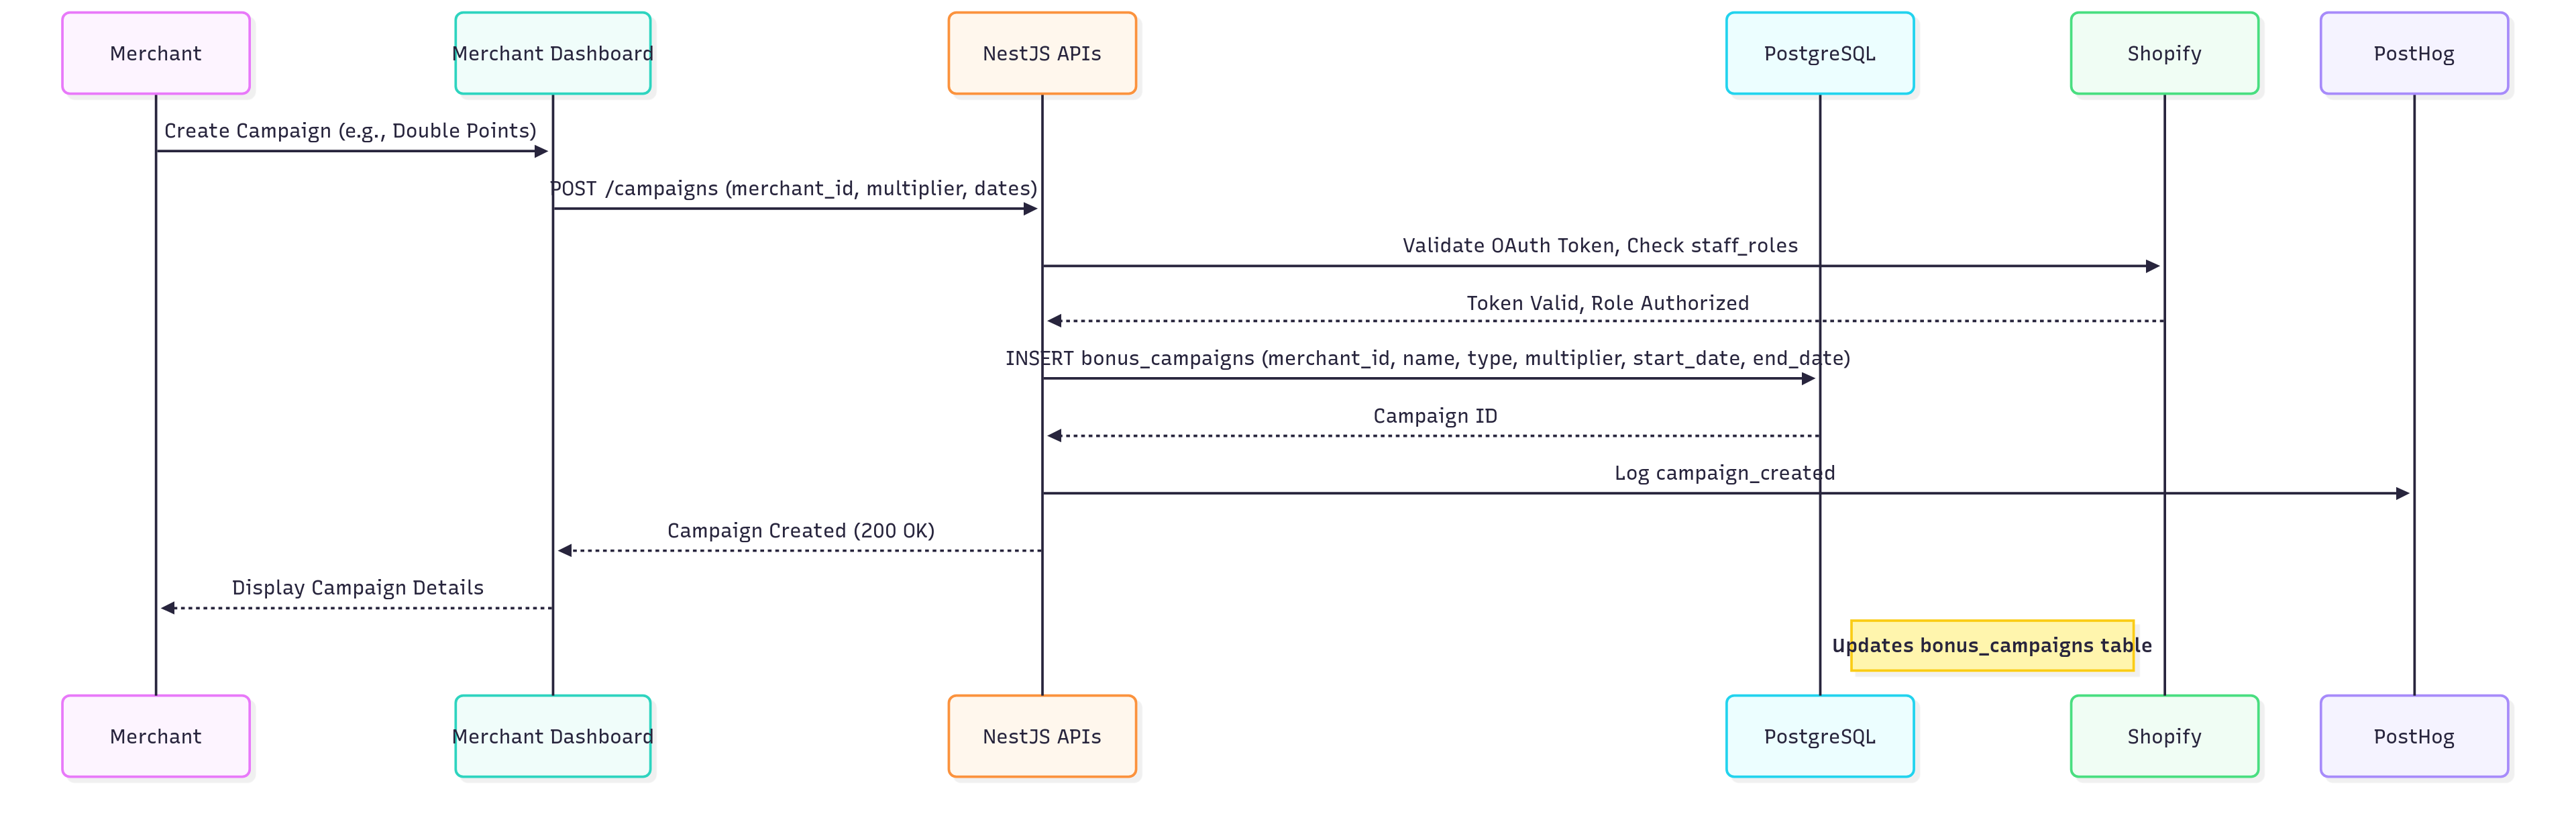 Merchant
Merchant Dashboard
NestJS APIs
PostgreSQL
Shopify
PostHog
Create Campaign (e.g., Double Points)
POST /campaigns (merchant_id, multiplier, dates)
Validate OAuth Token, Check staff_roles
Token Valid, Role Authorized
INSERT bonus_campaigns (merchant_id, name, type, multiplier, start_date, end_date)
Campaign ID
Log campaign_created
Campaign Created (200 OK)
Display Campaign Details
Updates bonus_campaigns table
Merchant
Merchant Dashboard
NestJS APIs
PostgreSQL
Shopify
PostHog